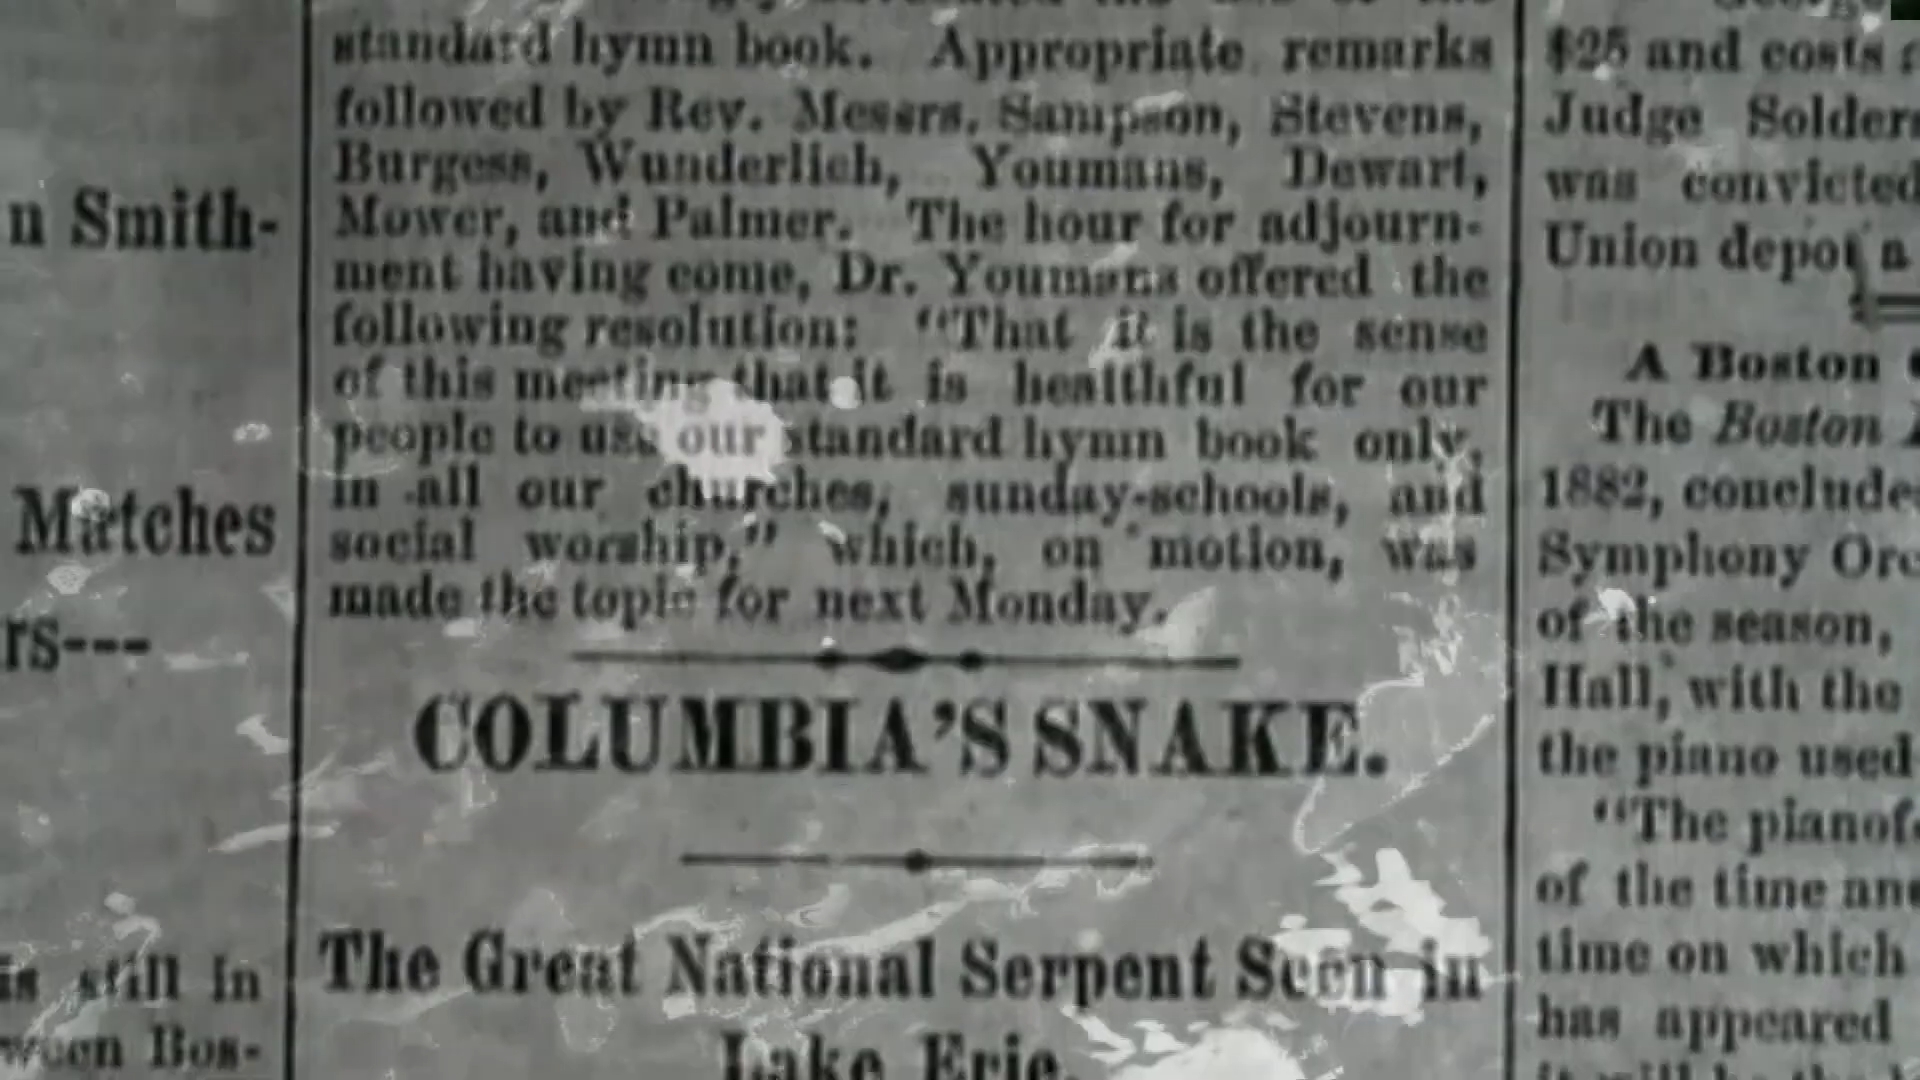 n Smith-
Matches
rs---
is still in
ween Bos-
standard hymn book. Appropriate remarks
followed by Rev. Messrs. Sampson, Stevens,
Burgess, Wunderlich, Youmans, Dewart,
Mower, and Palmer. The hour for adjourn-
ment having come, Dr. Youmans offered the
following resolution: "That it is the sense
of this meeting that it is healthful for our
people to use our standard hymn book only,
in all our churches, sunday-schools, and
social worship," which, on motion, was
made the topic for next Monday.
COLUMBIA'S SNAKE.
The Great National Serpent Seen in
Lake Erie.
$25 and costs
Judge Solders
was convicted
Union depot a
A Boston
The Boston
1882, conclude
Symphony Orc
of the season,
Hall, with the
the piano used
"The pianof
of the time and
time on which
has appeared